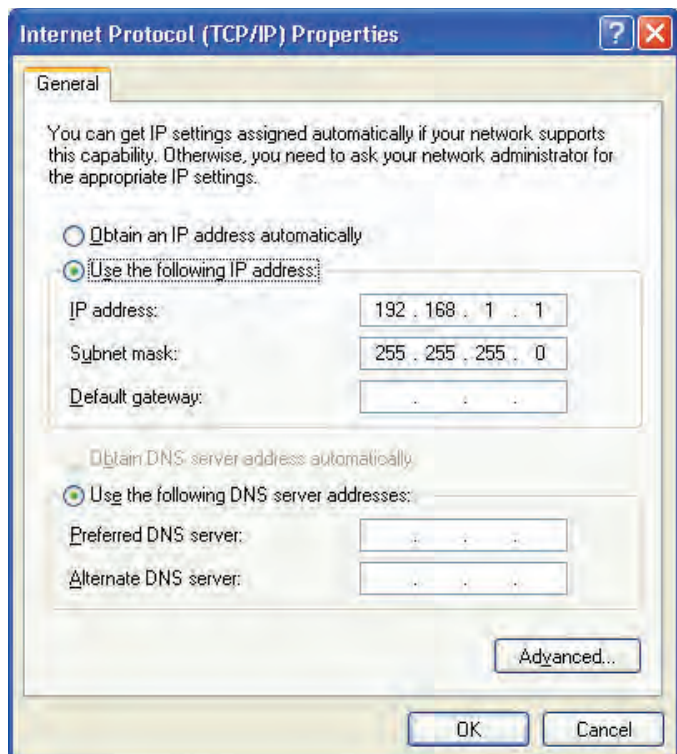 Internet Protocol (TCP/IP) Properties
General
You can get IP settings assigned automatically if your network supports
this capability. Otherwise, you need to ask your network administrator for
the appropriate IP settings.
Obtain an IP address automatically
Use the following IP address:
IP address: 192 . 168 . 1 . 1
Subnet mask: 255 . 255 . 255 . 0
Default gateway: . . .
Obtain DNS server address automatically
Use the following DNS server addresses:
Preferred DNS server: . . .
Alternate DNS server: . . .
Advanced...
OK Cancel